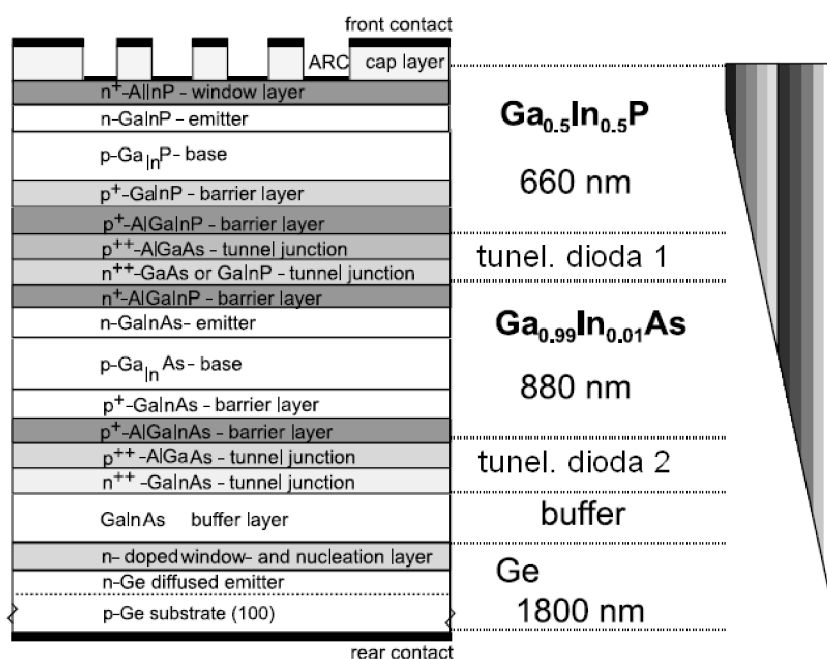 front contact
ARC cap layer
n+-AlInP - window layer
n-GaInP - emitter
p-GaInP - base
p+-GaInP - barrier layer
p+-AlGaInP - barrier layer
p++-AlGaAs - tunnel junction
n++-GaAs or GaInP - tunnel junction
n+-AlGaInP - barrier layer
n-GaInAs- emitter
p-GaInAs - base
p+-GaInAs - barrier layer
p+-AlGaInAs - barrier layer
p++-AlGaAs - tunnel junction
n++-GaInAs - tunnel junction
GaInAs buffer layer
n- doped window- and nucleation layer
n-Ge diffused emitter
p-Ge substrate (100)
rear contact
Ga0.5In0.5P
660 nm
tunel. dioda 1
Ga0.99In0.01As
880 nm
tunel. dioda 2
buffer
Ge
1800 nm